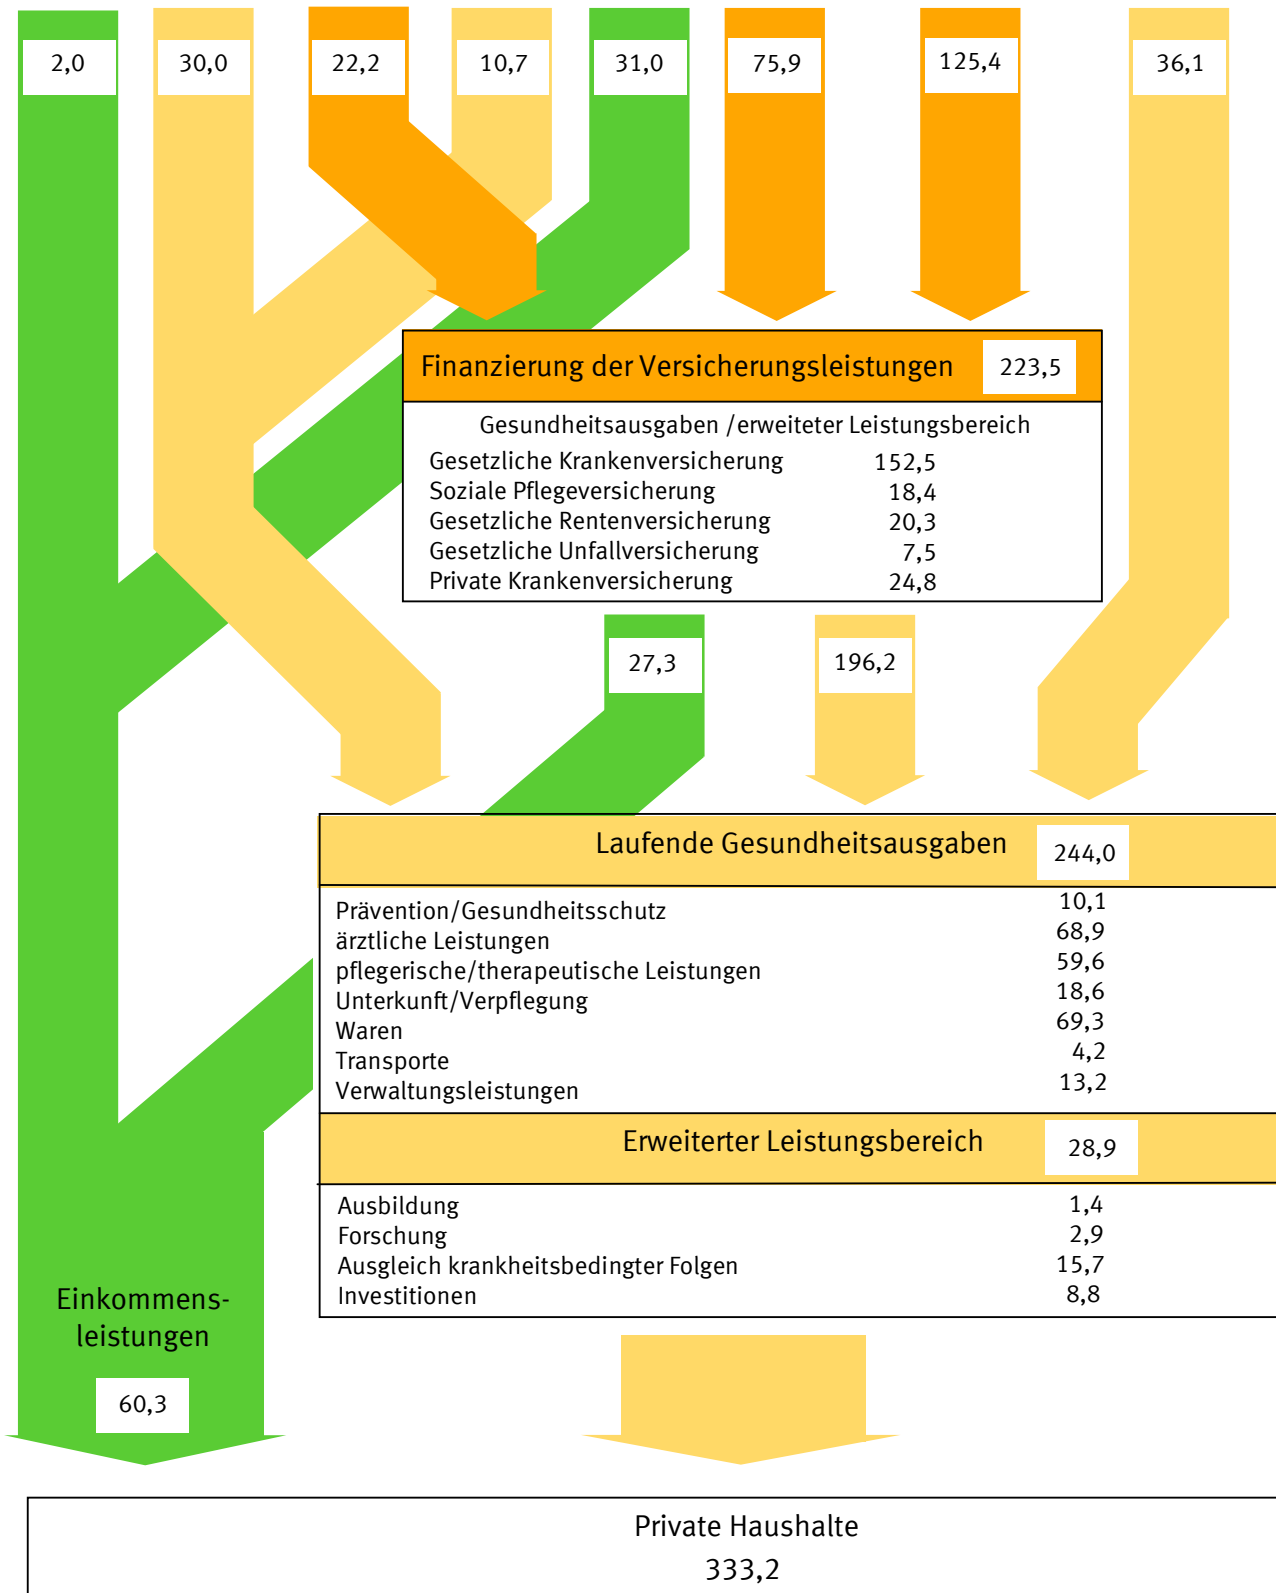 2,0 30,0 22,2 10,7 31,0 75,9 125,4 36,1
Finanzierung der Versicherungsleistungen 223,5
Gesundheitsausgaben /erweiteter Leistungsbereich
Gesetzliche Krankenversicherung 152,5
Soziale Pflegeversicherung 18,4
Gesetzliche Rentenversicherung 20,3
Gesetzliche Unfallversicherung 7,5
Private Krankenversicherung 24,8
27,3 196,2
Laufende Gesundheitsausgaben 244,0
Prävention/Gesundheitsschutz 10,1
ärztliche Leistungen 68,9
pflegerische/therapeutische Leistungen 59,6
Unterkunft/Verpflegung 18,6
Waren 69,3
Transporte 4,2
Verwaltungsleistungen 13,2
Erweiterter Leistungsbereich 28,9
Ausbildung 1,4
Forschung 2,9
Ausgleich krankheitsbedingter Folgen 15,7
Investitionen 8,8
Einkommens-
leistungen
60,3
Private Haushalte
333,2